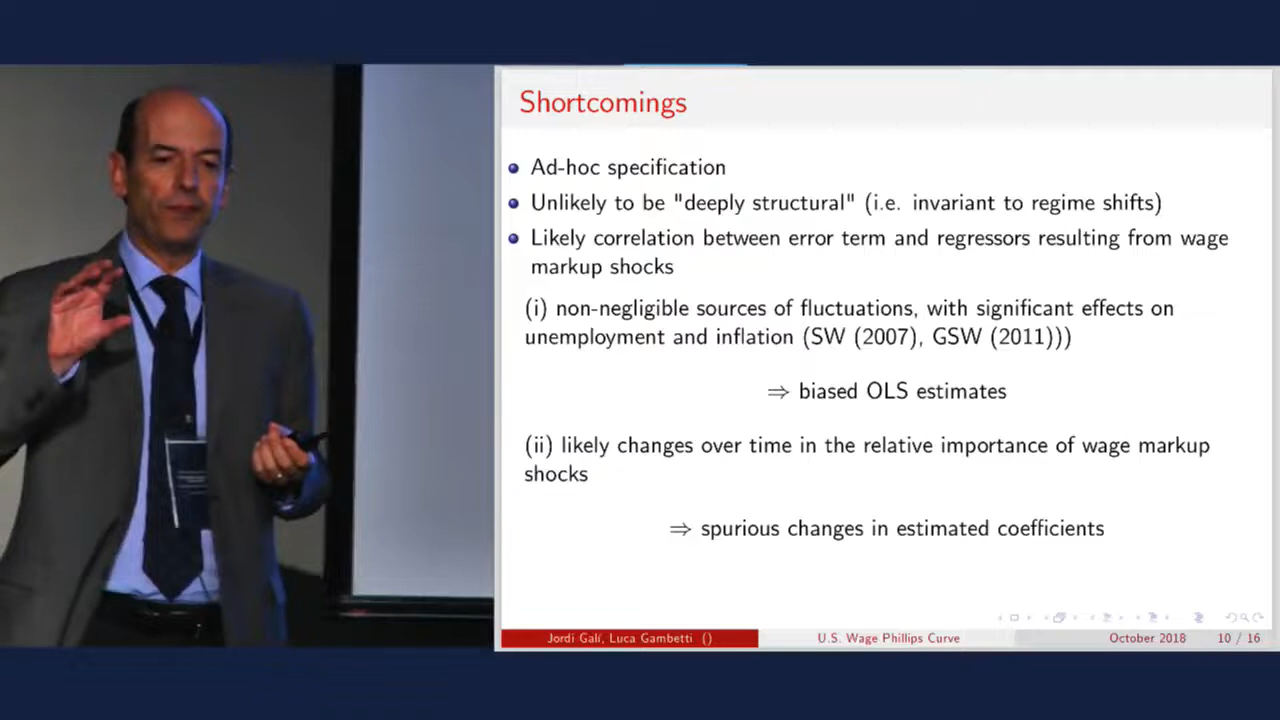 Shortcomings
Ad-hoc specification
Unlikely to be "deeply structural" (i.e. invariant to regime shifts)
Likely correlation between error term and regressors resulting from wage
markup shocks
(i) non-negligible sources of fluctuations, with significant effects on
unemployment and inflation (SW (2007), GSW (2011)))
⇒ biased OLS estimates
(ii) likely changes over time in the relative importance of wage markup
shocks
⇒ spurious changes in estimated coefficients
Jordi Galí, Luca Gambetti ()
U.S. Wage Phillips Curve
October 2018
10 / 16